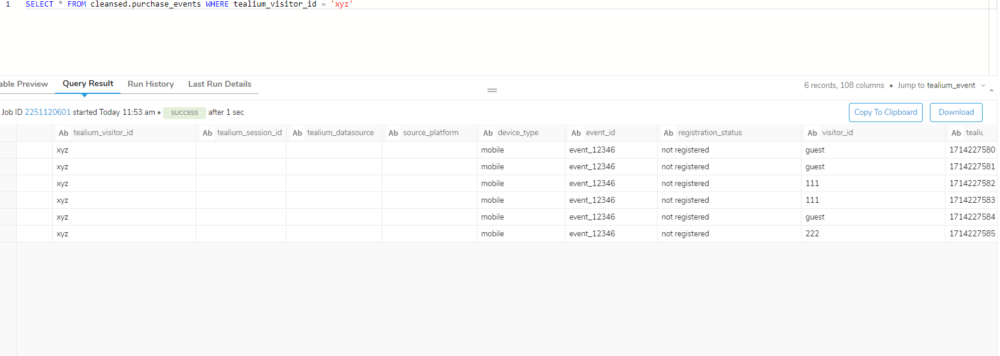 1 SELECT * FROM cleansed.purchase_events WHERE tealium_visitor_id = 'xyz'
able Preview Query Result Run History Last Run Details 6 records, 108 columns • Jump to tealium_event
Job ID 2251120601 started Today 11:53 am • SUCCESS after 1 sec Copy To Clipboard Download
Ab tealium_visitor_id Ab tealium_session_id Ab tealium_datasource Ab source_platform Ab device_type Ab event_id Ab registration_status Ab visitor_id Ab tealiu
xyz mobile event_12346 not registered guest 1714227580
xyz mobile event_12346 not registered guest 1714227581
xyz mobile event_12346 not registered 111 1714227582
xyz mobile event_12346 not registered 111 1714227583
xyz mobile event_12346 not registered guest 1714227584
xyz mobile event_12346 not registered 222 1714227585